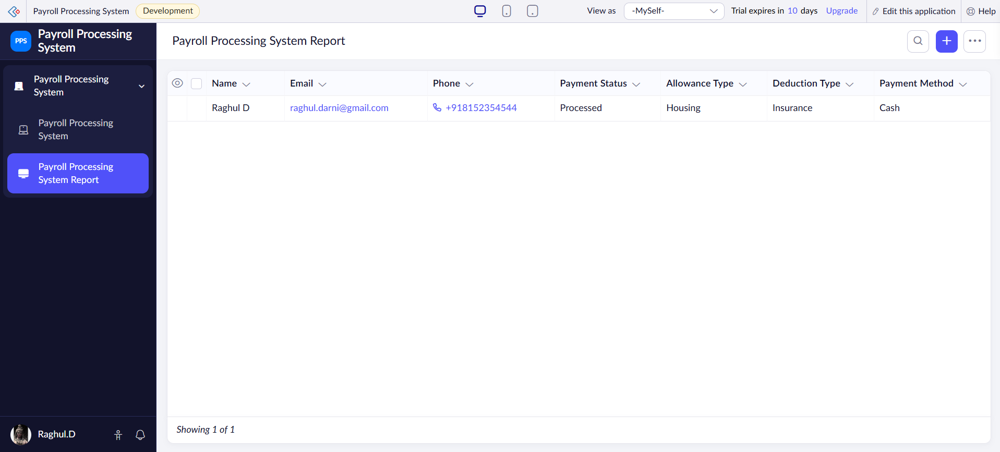 Payroll Processing System Development View as -MySelf- Trial expires in 10 days Upgrade Edit this application Help
PPS
Payroll Processing
System
Payroll Processing
System
Payroll Processing
System
Payroll Processing
System Report
Raghul.D
Payroll Processing System Report
Name Email Phone Payment Status Allowance Type Deduction Type Payment Method
Raghul D raghul.darni@gmail.com +918152354544 Processed Housing Insurance Cash
Showing 1 of 1